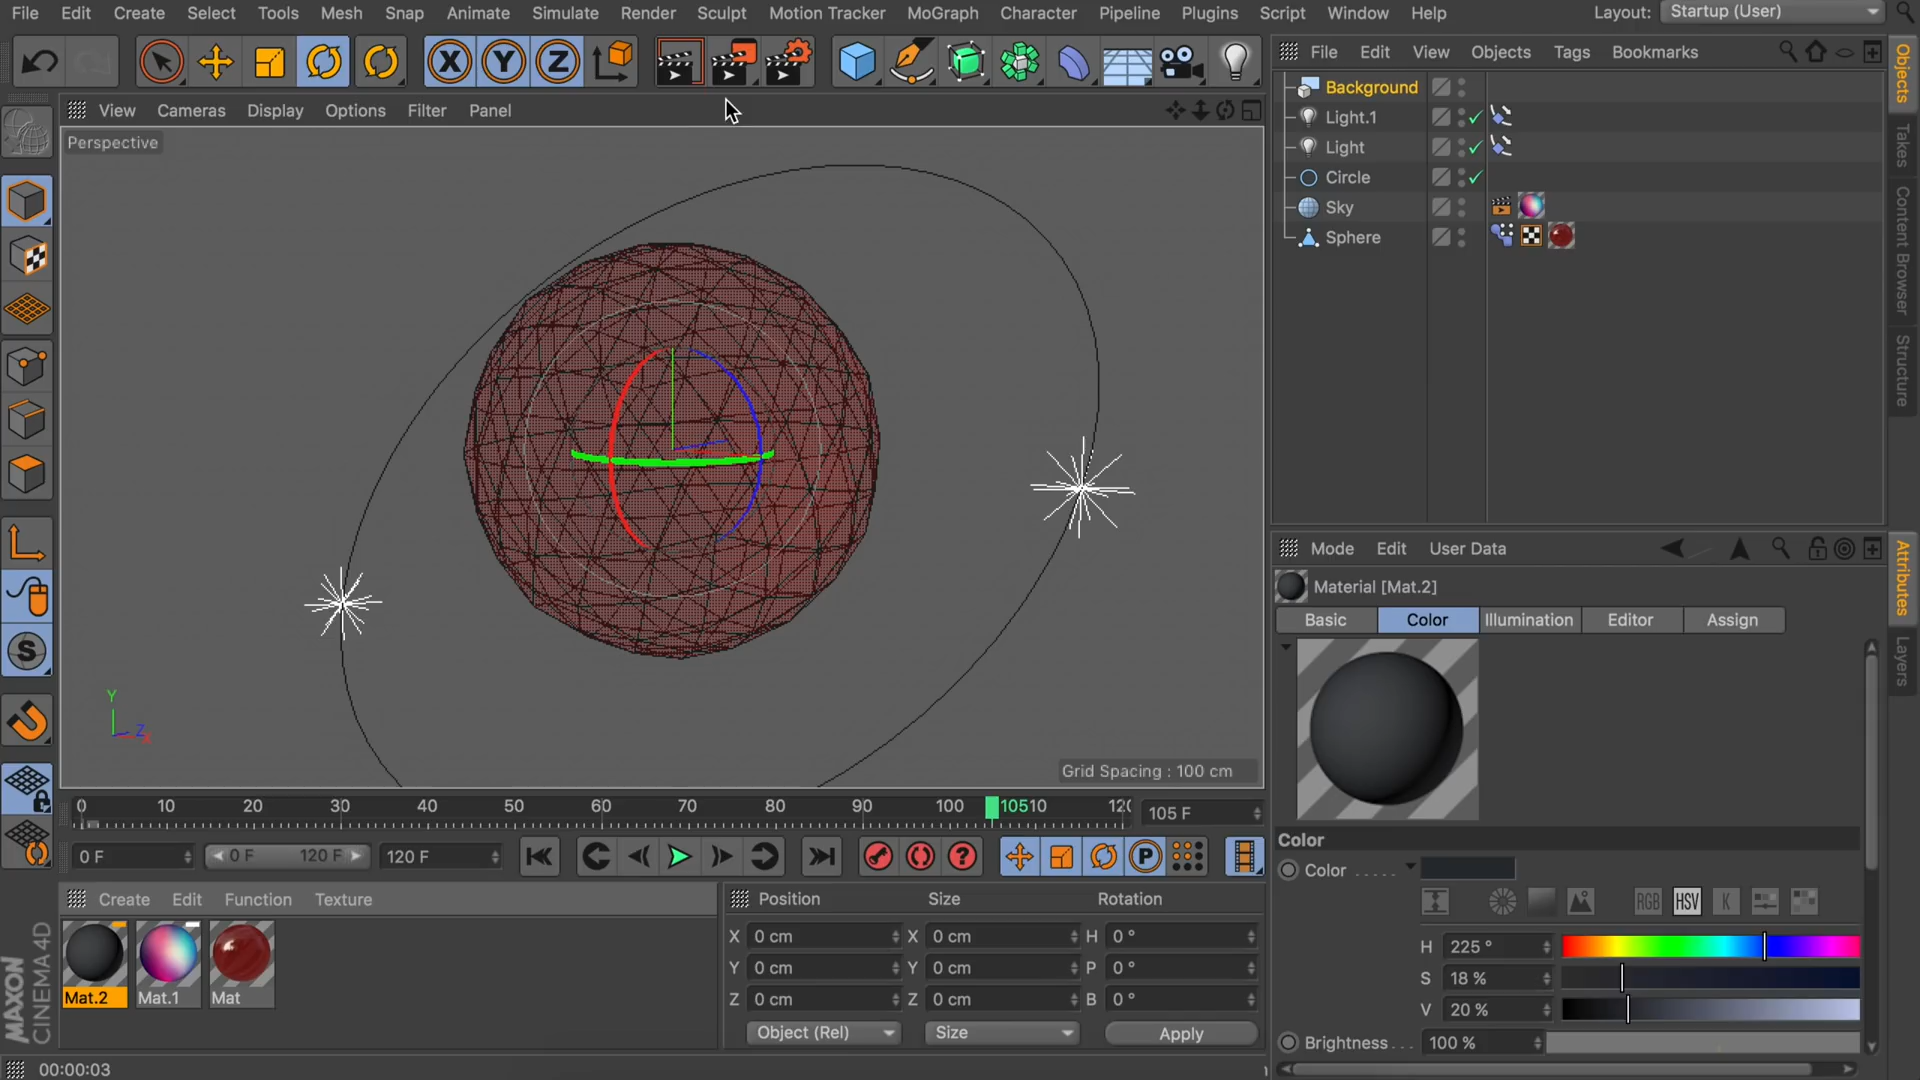 File Edit Create Select Tools Mesh Snap Animate Simulate Render Sculpt Motion Tracker MoGraph Character Pipeline Plugins Script Window Help Layout: Startup (User)
X Y Z
File Edit View Objects Tags Bookmarks
View Cameras Display Options Filter Panel
Perspective
Background
Light.1
Light
Circle
Sky
Sphere
Objects
Takes
Content Browser
Structure
Mode Edit User Data
Material [Mat.2]
Basic Color Illumination Editor Assign
Attributes
Layers
Y
Z
X
Grid Spacing : 100 cm
S
0 10 20 30 40 50 60 70 80 90 100 10510 120
105 F
0 F 0 F 120 F 120 F
P
Color
Color
RGB HSV K
H 225 °
S 18 %
V 20 %
Brightness 100 %
Create Edit Function Texture
Mat.2 Mat.1 Mat
Position Size Rotation
X 0 cm X 0 cm H 0 °
Y 0 cm Y 0 cm P 0 °
Z 0 cm Z 0 cm B 0 °
Object (Rel) Size Apply
MAXON
CINEMA 4D
00:00:03